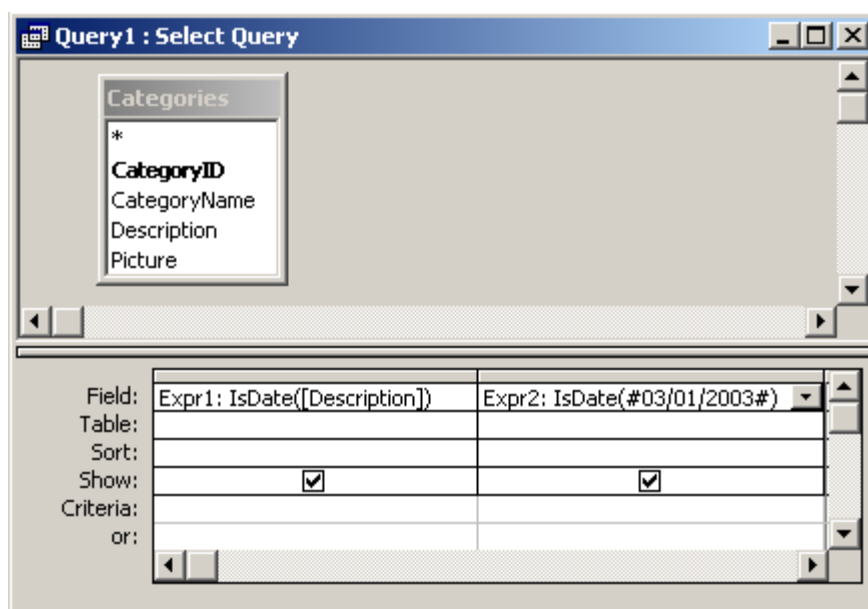 Query1 : Select Query
Categories
*
CategoryID
CategoryName
Description
Picture
Field: Expr1: IsDate([Description]) Expr2: IsDate(#03/01/2003#)
Table:
Sort:
Show:
Criteria:
or: